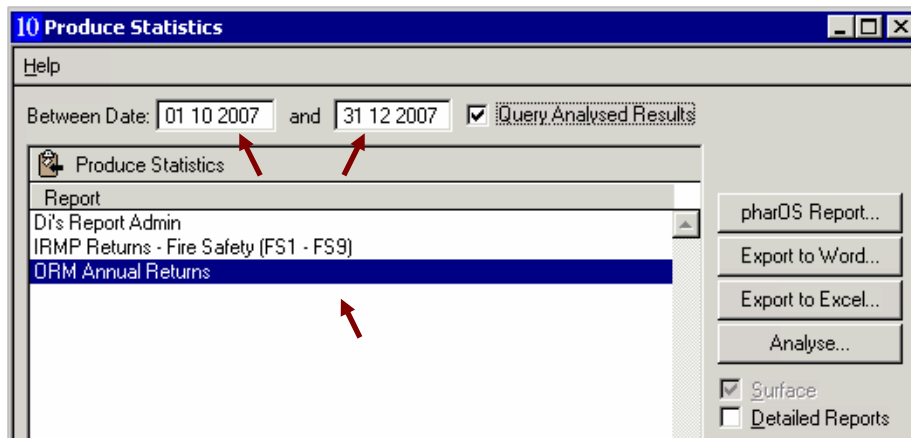 10 Produce Statistics
Help
Between Date: 01 10 2007 and 31 12 2007 Query Analysed Results
Produce Statistics
Report
Di's Report Admin
IRMP Returns - Fire Safety (FS1 - FS9)
ORM Annual Returns
pharOS Report...
Export to Word...
Export to Excel...
Analyse...
Surface
Detailed Reports